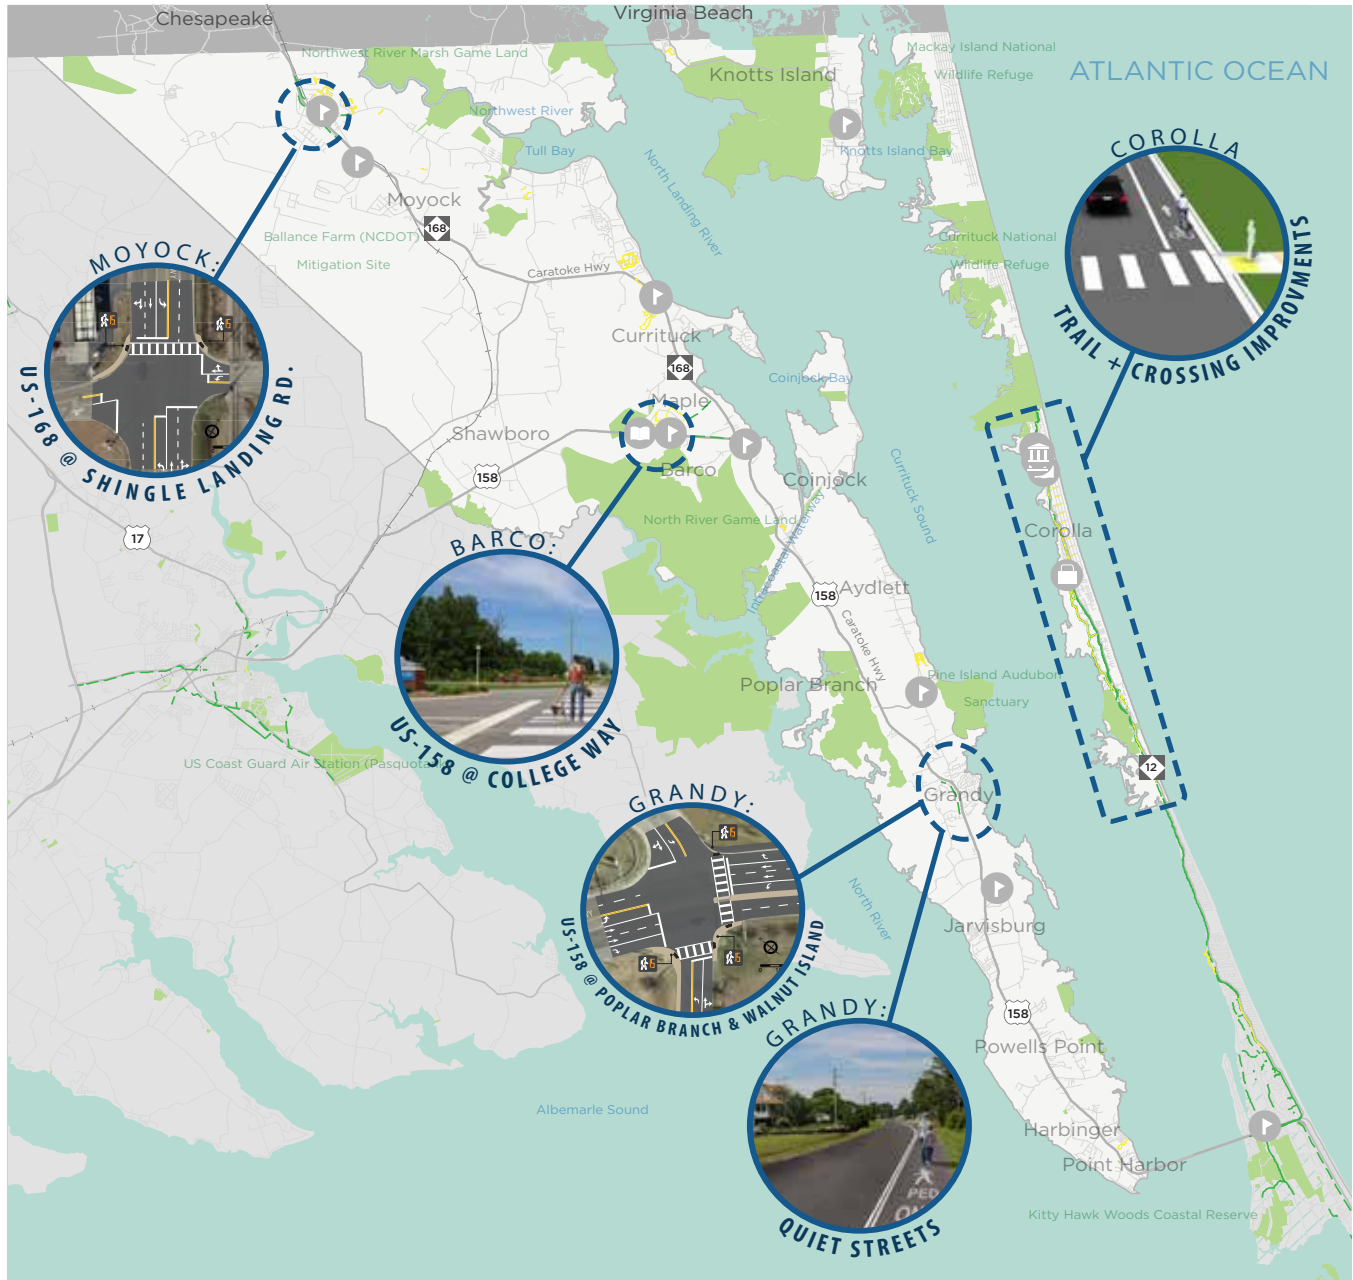 Chesapeake
Virginia Beach
Northwest River Marsh Game Land
Mackay Island National
Wildlife Refuge
Knotts Island
ATLANTIC OCEAN
Northwest River
Tull Bay
Knotts Island Bay
North Landing River
COROLLA
TRAIL + CROSSING IMPROVMENTS
Moyock
168
Ballance Farm (NCDOT)
Mitigation Site
Currituck National
Wildlife Refuge
Caratoke Hwy
MOYOCK:
US-168 @ SHINGLE LANDING RD.
Currituck
168
Coinjock Bay
Maple
Shawboro
Barco
158
Coinjock
Currituck Sound
North River Game Land
Intracoastal Waterway
Corolla
17
BARCO:
US-158 @ COLLEGE WAY
158
Aydlett
Caratoke Hwy
Poplar Branch
Pine Island Audubon
Sanctuary
US Coast Guard Air Station (Pasquotank
12
Grandy
GRANDY:
US-158 @ POPLAR BRANCH & WALNUT ISLAND
North River
Jarvisburg
158
GRANDY:
QUIET STREETS
PED
Powells Point
Albemarle Sound
Harbinger
Point Harbor
Kitty Hawk Woods Coastal Reserve